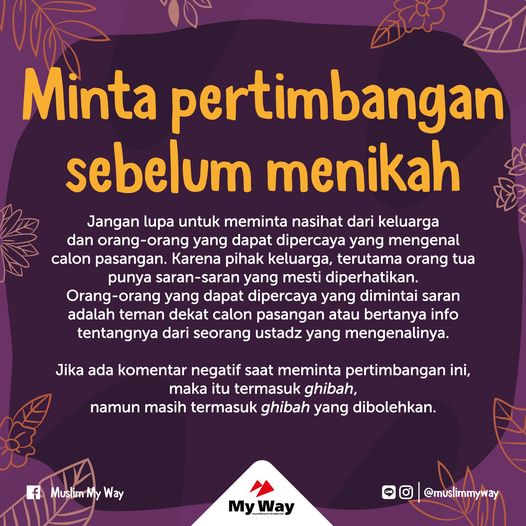 Minta pertimbangan
sebelum menikah
Jangan lupa untuk meminta nasihat dari keluarga
dan orang-orang yang dapat dipercaya yang mengenal
calon pasangan. Karena pihak keluarga, terutama orang tua
punya saran-saran yang mesti diperhatikan.
Orang-orang yang dapat dipercaya yang dimintai saran
adalah teman dekat calon pasangan atau bertanya info
tentangnya dari seorang ustadz yang mengenalinya.
Jika ada komentar negatif saat meminta pertimbangan ini,
maka itu termasuk ghibah,
namun masih termasuk ghibah yang dibolehkan.
Muslim My Way
My Way
@muslimmyway